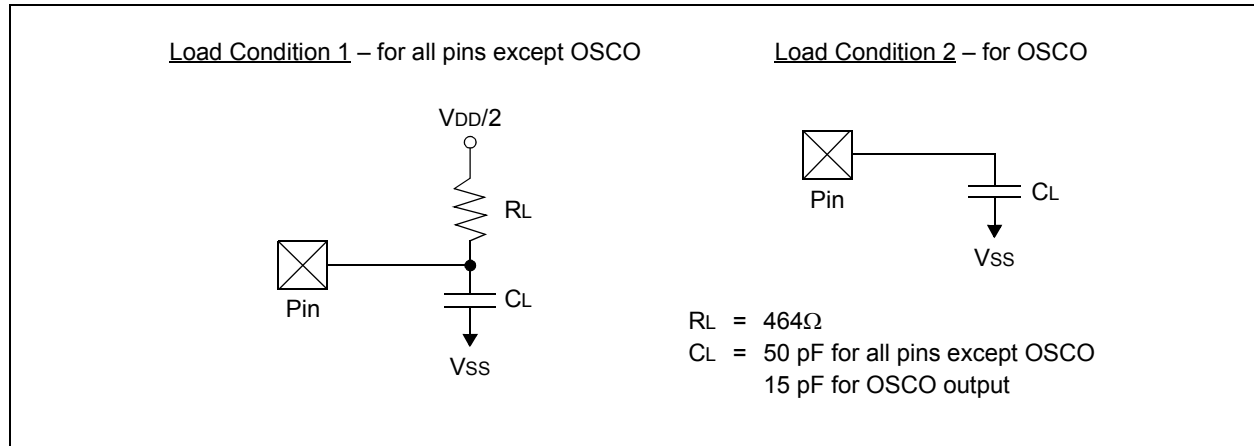 Load Condition 1 – for all pins except OSCO
VDD/2
RL
Pin
CL
VSS
Load Condition 2 – for OSCO
Pin
CL
VSS
RL = 464Ω
CL = 50 pF for all pins except OSCO
15 pF for OSCO output